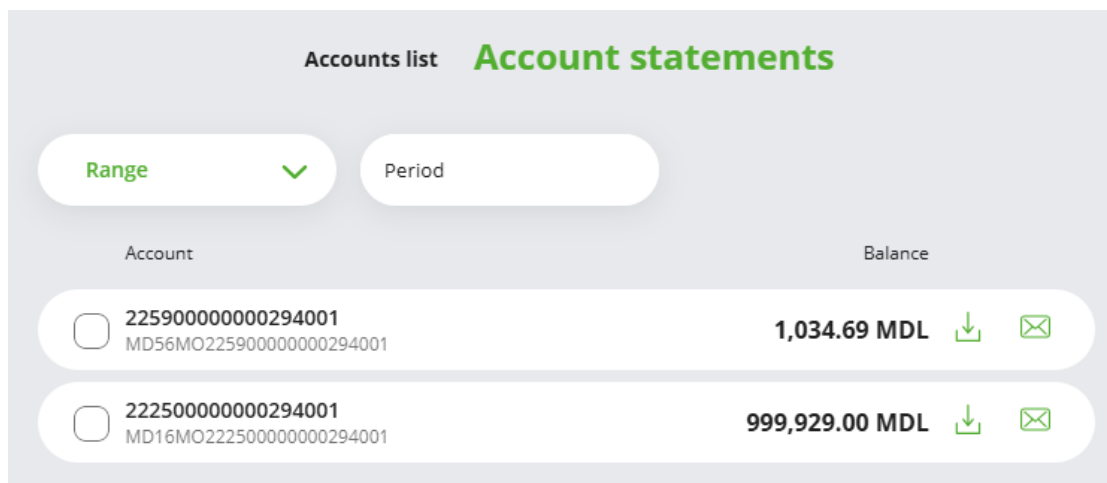 Accounts list Account statements
Range Period
Account Balance
225900000000294001
MD56MO225900000000294001
1,034.69 MDL
222500000000294001
MD16MO222500000000294001
999,929.00 MDL